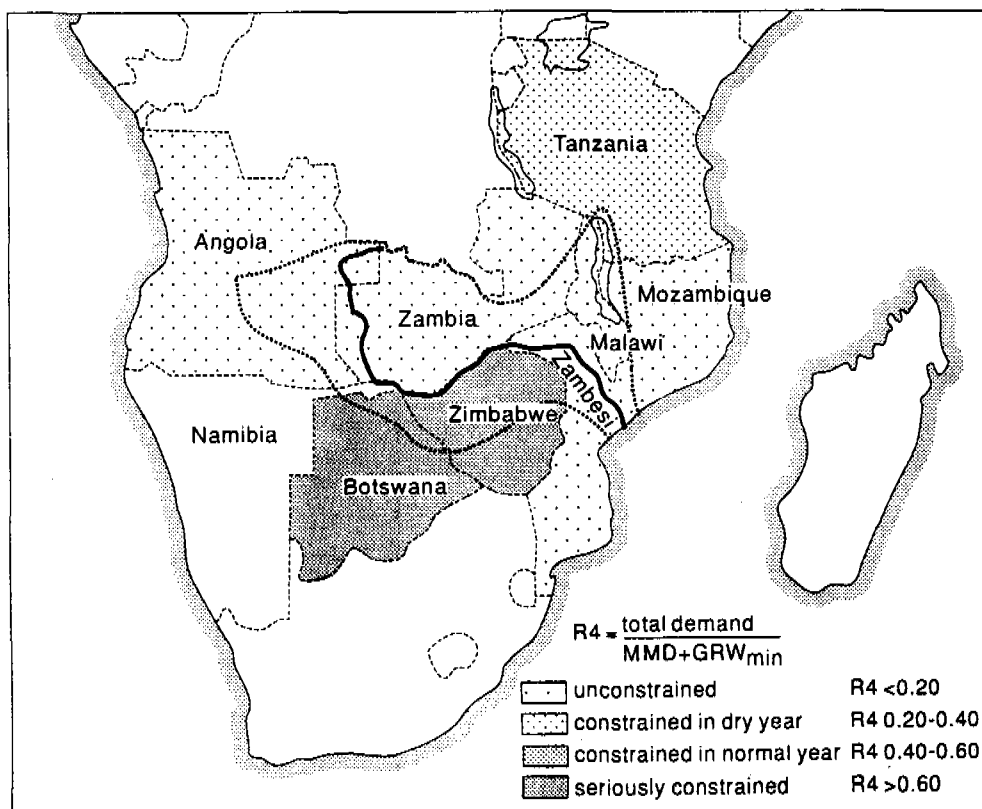 Tanzania
Angola
Mozambique
Zambia
Malawi
Zambesi
Zimbabwe
Namibia
Botswana
R4 = total demand
MMD+GRWmin
unconstrained R4 <0.20
constrained in dry year R4 0.20-0.40
constrained in normal year R4 0.40-0.60
seriously constrained R4 >0.60